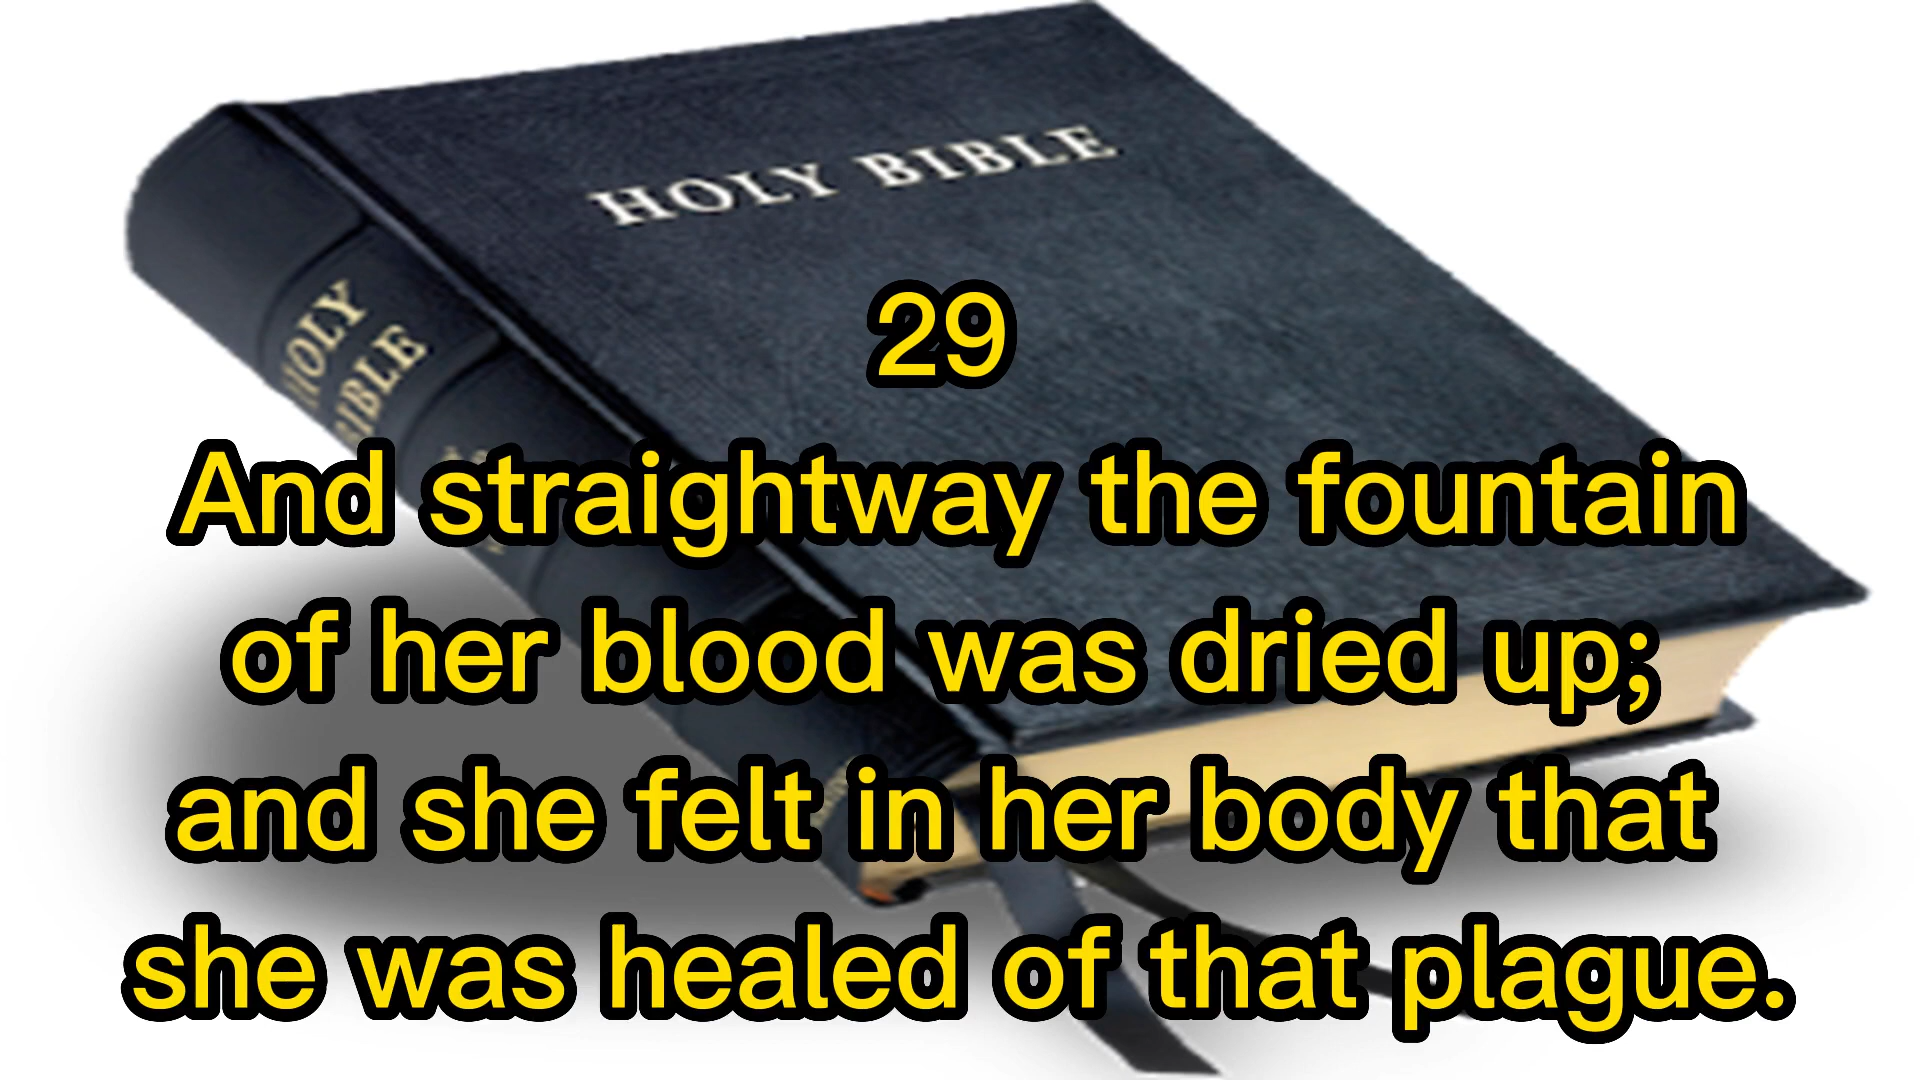 HOLY BIBLE
HOLY
BIBLE
29
And straightway the fountain
of her blood was dried up;
and she felt in her body that
she was healed of that plague.